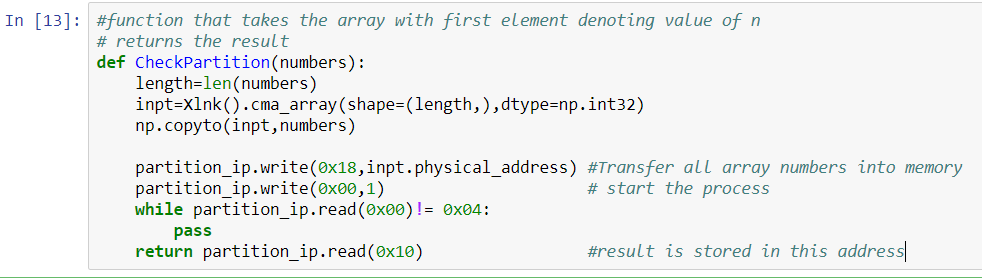 In [13]: #function that takes the array with first element denoting value of n
# returns the result
def CheckPartition(numbers):
    length=len(numbers)
    inpt=Xlnk().cma_array(shape=(length,),dtype=np.int32)
    np.copyto(inpt,numbers)

    partition_ip.write(0x18,inpt.physical_address) #Transfer all array numbers into memory
    partition_ip.write(0x00,1)                     # start the process
    while partition_ip.read(0x00)!= 0x04:
        pass
    return partition_ip.read(0x10)                 #result is stored in this address